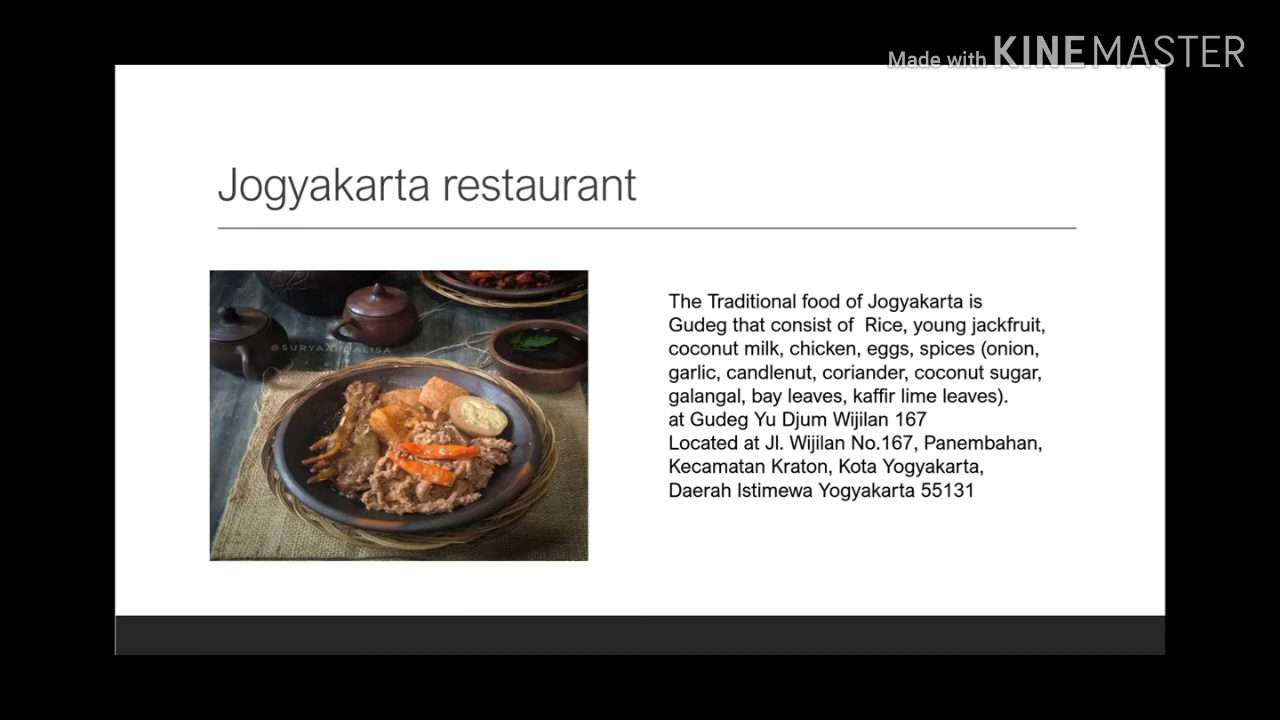 Made with KINEMASTER
Jogyakarta restaurant
The Traditional food of Jogyakarta is
Gudeg that consist of Rice, young jackfruit,
coconut milk, chicken, eggs, spices (onion,
garlic, candlenut, coriander, coconut sugar,
galangal, bay leaves, kaffir lime leaves).
at Gudeg Yu Djum Wijilan 167
Located at Jl. Wijilan No.167, Panembahan,
Kecamatan Kraton, Kota Yogyakarta,
Daerah Istimewa Yogyakarta 55131